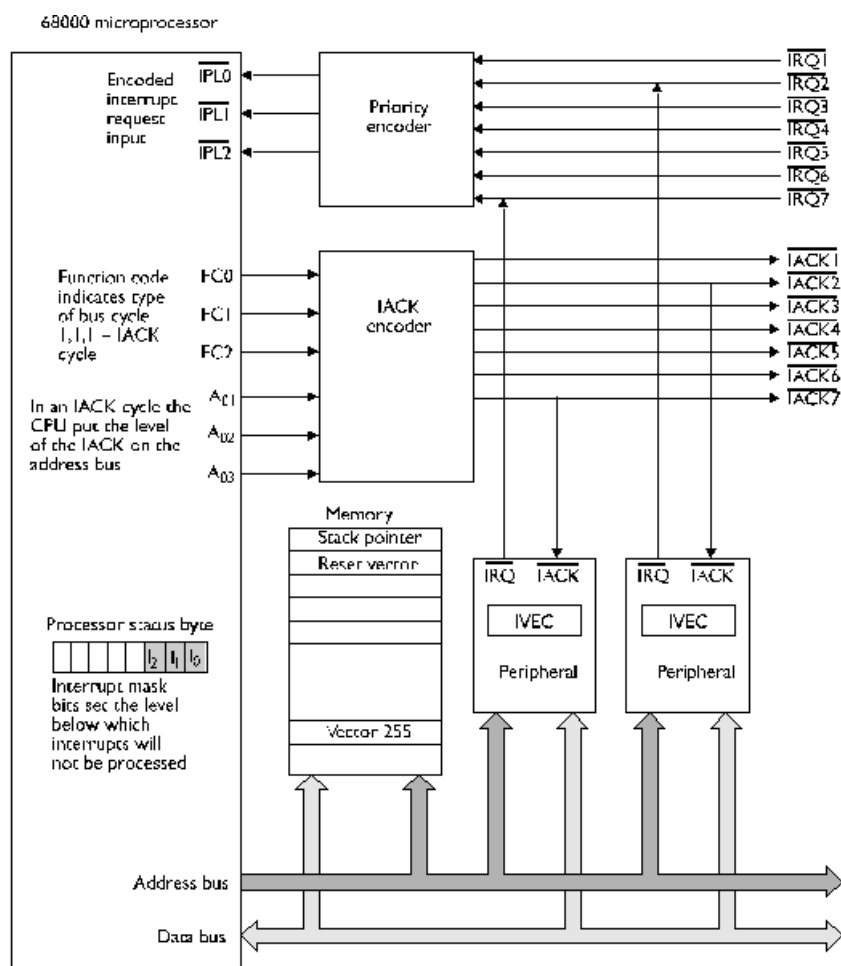 68000 microprocessor
Encoded
interrupt
request
input
IPL0
IPL1
IPL2
Priority
encoder
IRQ1
IRQ2
IRQ3
IRQ4
IRQ5
IRQ6
IRQ7
Function code
indicates type
of bus cycle
1,1,1 = IACK
cycle
FC0
FC1
FC2
IACK
encoder
IACK1
IACK2
IACK3
IACK4
IACK5
IACK6
IACK7
In an IACK cycle the
CPU put the level
of the IACK on the
address bus
A01
A02
A03
Memory
Stack pointer
Reset vector
Vector 255
IRQ IACK
IVEC
Peripheral
IRQ IACK
IVEC
Peripheral
Processor status byte
I2 I1 I0
Interrupt mask
bits set the level
below which
interrupts will
not be processed
Address bus
Data bus